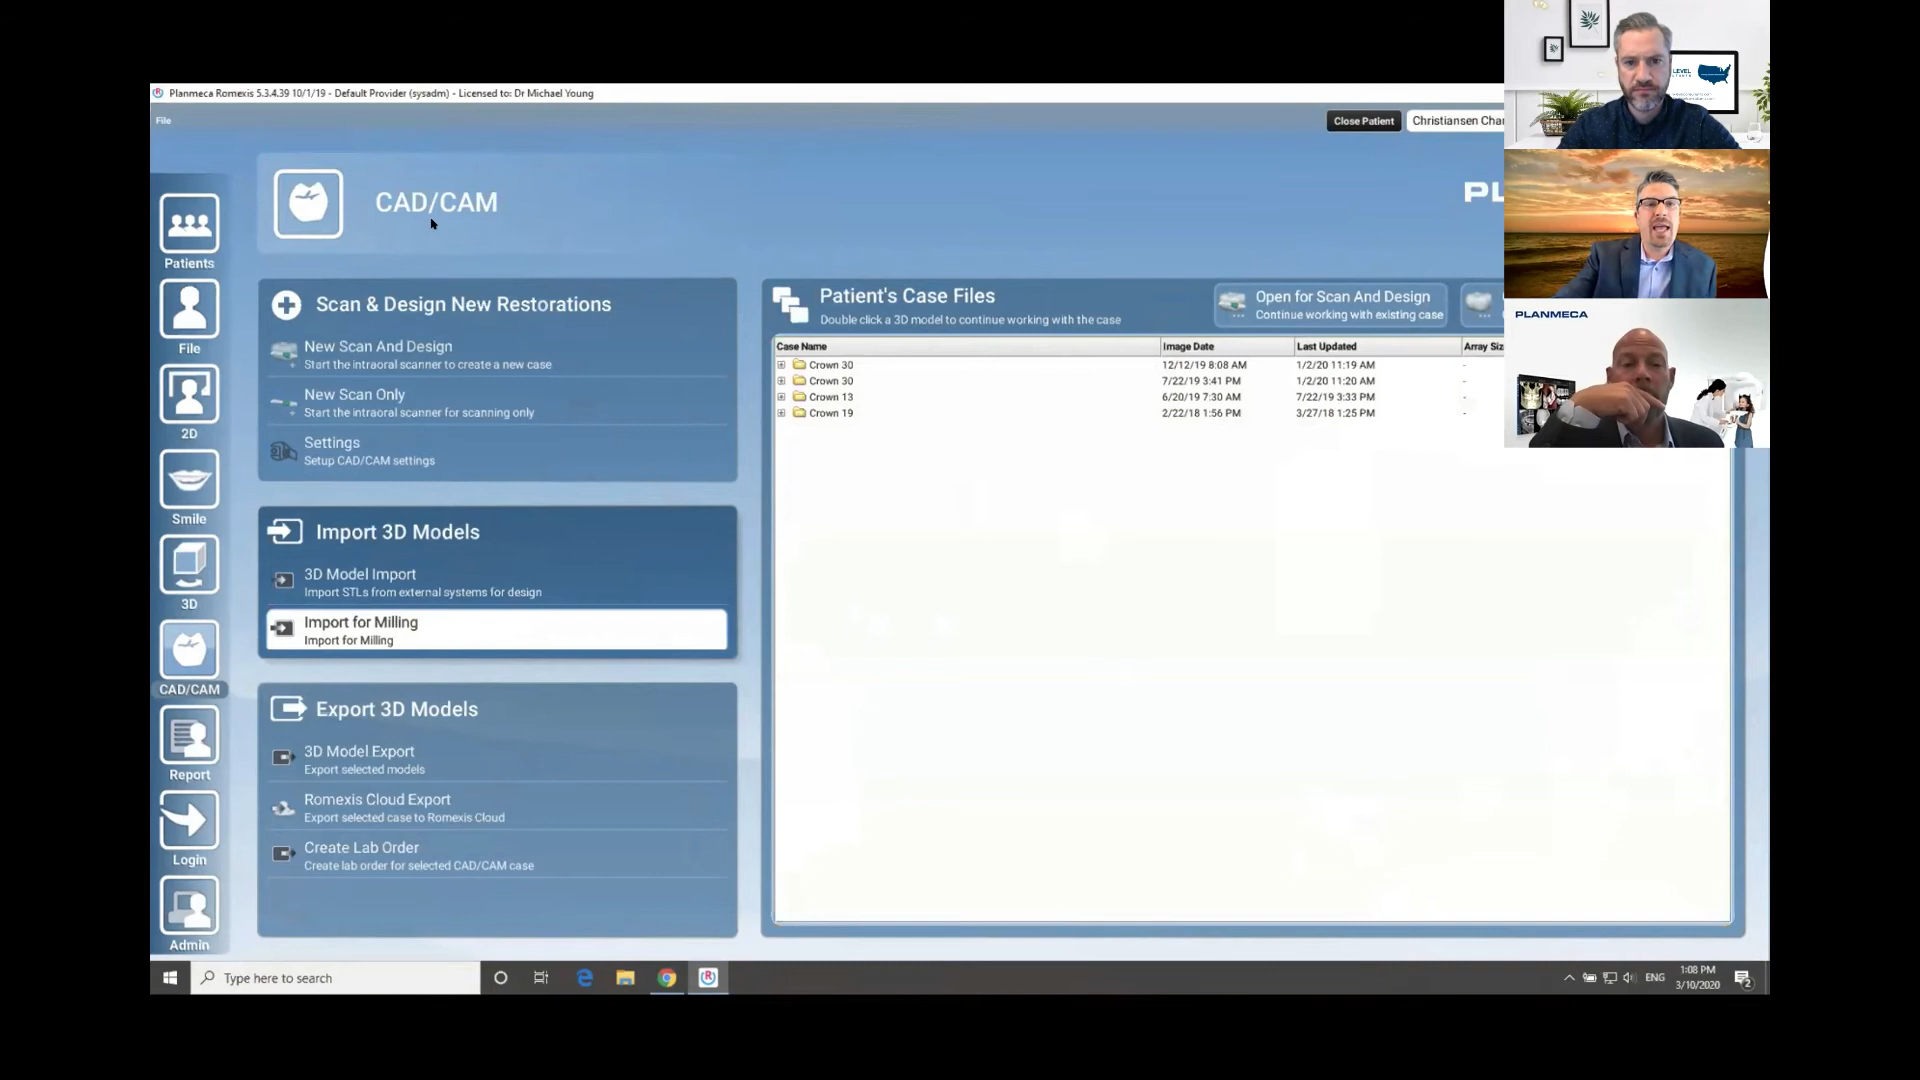 Planmeca Romexis 5.3.4.39 10/1/19 - Default Provider (sysadm) - Licensed to: Dr Michael Young
File
Close Patient
Christiansen Cha
LEVEL
CAD/CAM
PL
Patients
File
2D
Smile
3D
CAD/CAM
Report
Login
Admin
Scan & Design New Restorations
New Scan And Design
Start the intraoral scanner to create a new case
New Scan Only
Start the intraoral scanner for scanning only
Settings
Setup CAD/CAM settings
Import 3D Models
3D Model Import
Import STLs from external systems for design
Import for Milling
Import for Milling
Export 3D Models
3D Model Export
Export selected models
Romexis Cloud Export
Export selected case to Romexis Cloud
Create Lab Order
Create lab order for selected CAD/CAM case
Patient's Case Files
Double click a 3D model to continue working with the case
Open for Scan And Design
Continue working with existing case
Case Name Image Date Last Updated Array Siz
Crown 30 12/12/19 8:08 AM 1/2/20 11:19 AM -
Crown 30 7/22/19 3:41 PM 1/2/20 11:20 AM -
Crown 13 6/20/19 7:30 AM 7/22/19 3:33 PM -
Crown 19 2/22/18 1:56 PM 3/27/18 1:25 PM -
PLANMECA
Type here to search
ENG
1:08 PM
3/10/2020
2